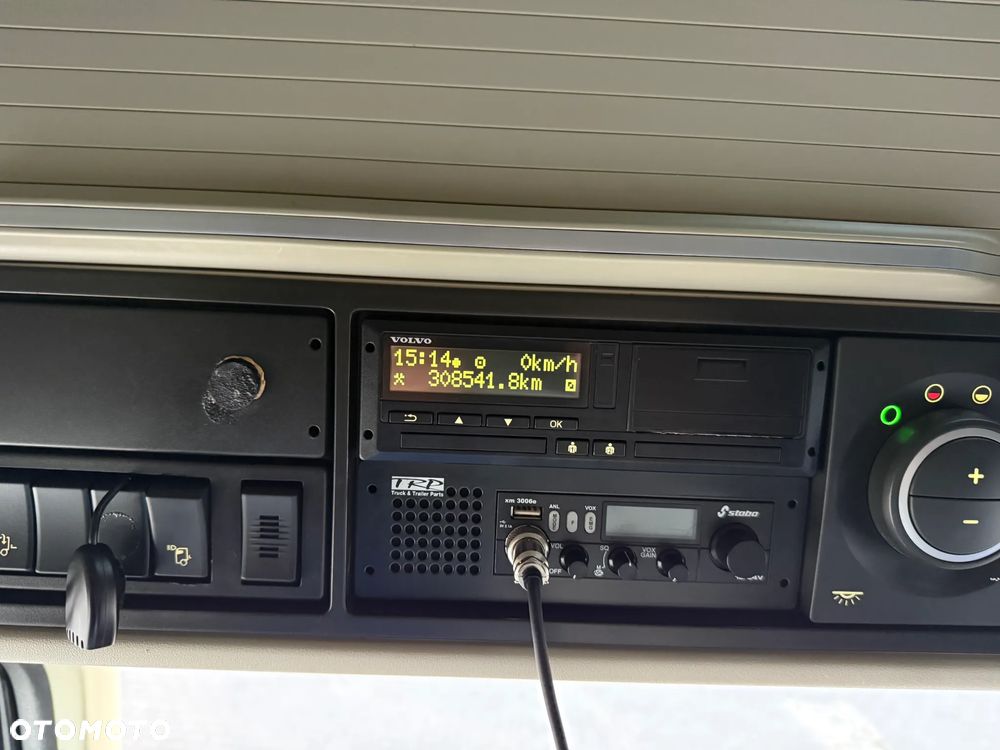 VOLVO
15:14 0km/h
308541.8km
OK
TRP
Truck & Trailer Parts
xm 3006e
ANL
VOX
stabo
VOL
OFF
SQ
M
VOX
GAIN
+
-
OTOMOTO